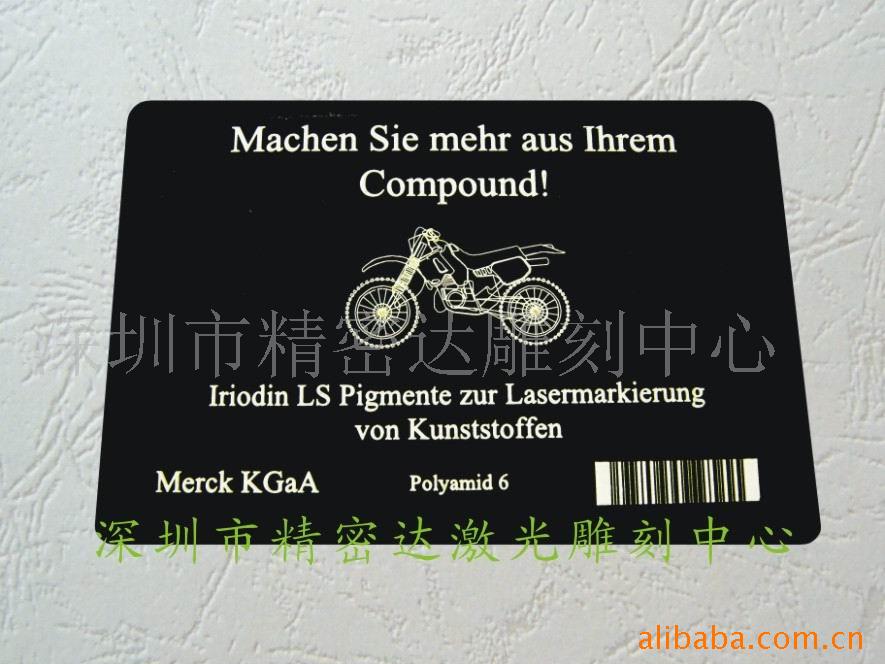 Machen Sie mehr aus Ihrem
Compound!
深圳市精密达雕刻中心
Iriodin LS Pigmente zur Lasermarkierung
von Kunststoffen
Merck KGaA
Polyamid 6
深圳市精密达激光雕刻中心
alibaba.com.cn